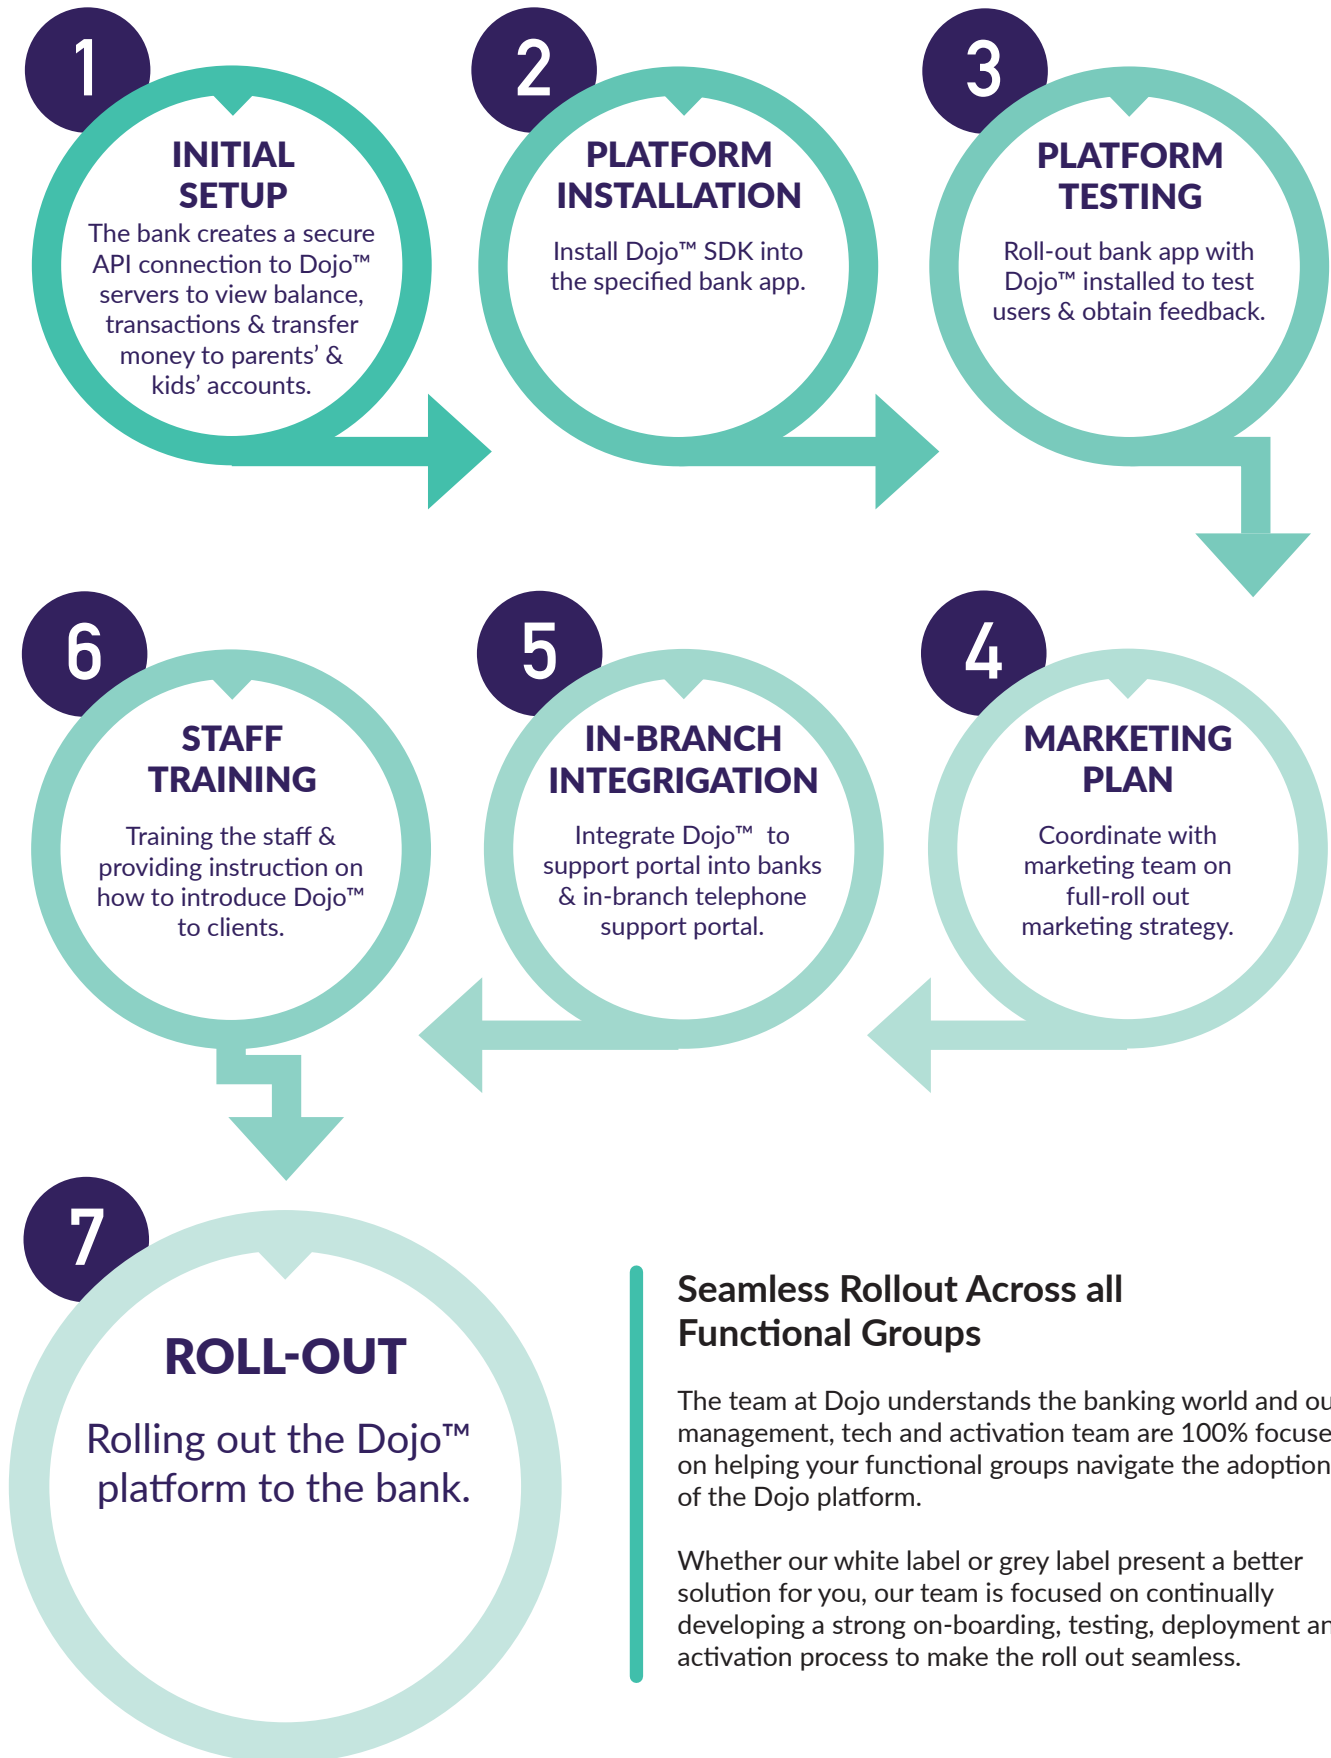 1
INITIAL
SETUP
The bank creates a secure
API connection to Dojo™
servers to view balance,
transactions & transfer
money to parents’ &
kids’ accounts.
2
PLATFORM
INSTALLATION
Install Dojo™ SDK into
the specified bank app.
3
PLATFORM
TESTING
Roll-out bank app with
Dojo™ installed to test
users & obtain feedback.
4
MARKETING
PLAN
Coordinate with
marketing team on
full-roll out
marketing strategy.
5
IN-BRANCH
INTEGRIGATION
Integrate Dojo™ to
support portal into banks
& in-branch telephone
support portal.
6
STAFF
TRAINING
Training the staff &
providing instruction on
how to introduce Dojo™
to clients.
7
ROLL-OUT
Rolling out the Dojo™
platform to the bank.
Seamless Rollout Across all
Functional Groups
The team at Dojo understands the banking world and
management, tech and activation team are 100%
on helping your functional groups navigate the adoption
of the Dojo platform.
Whether our white label or grey label present a better
solution for you, our team is focused on continually
developing a strong on-boarding, testing, deployment
activation process to make the roll out seamless.